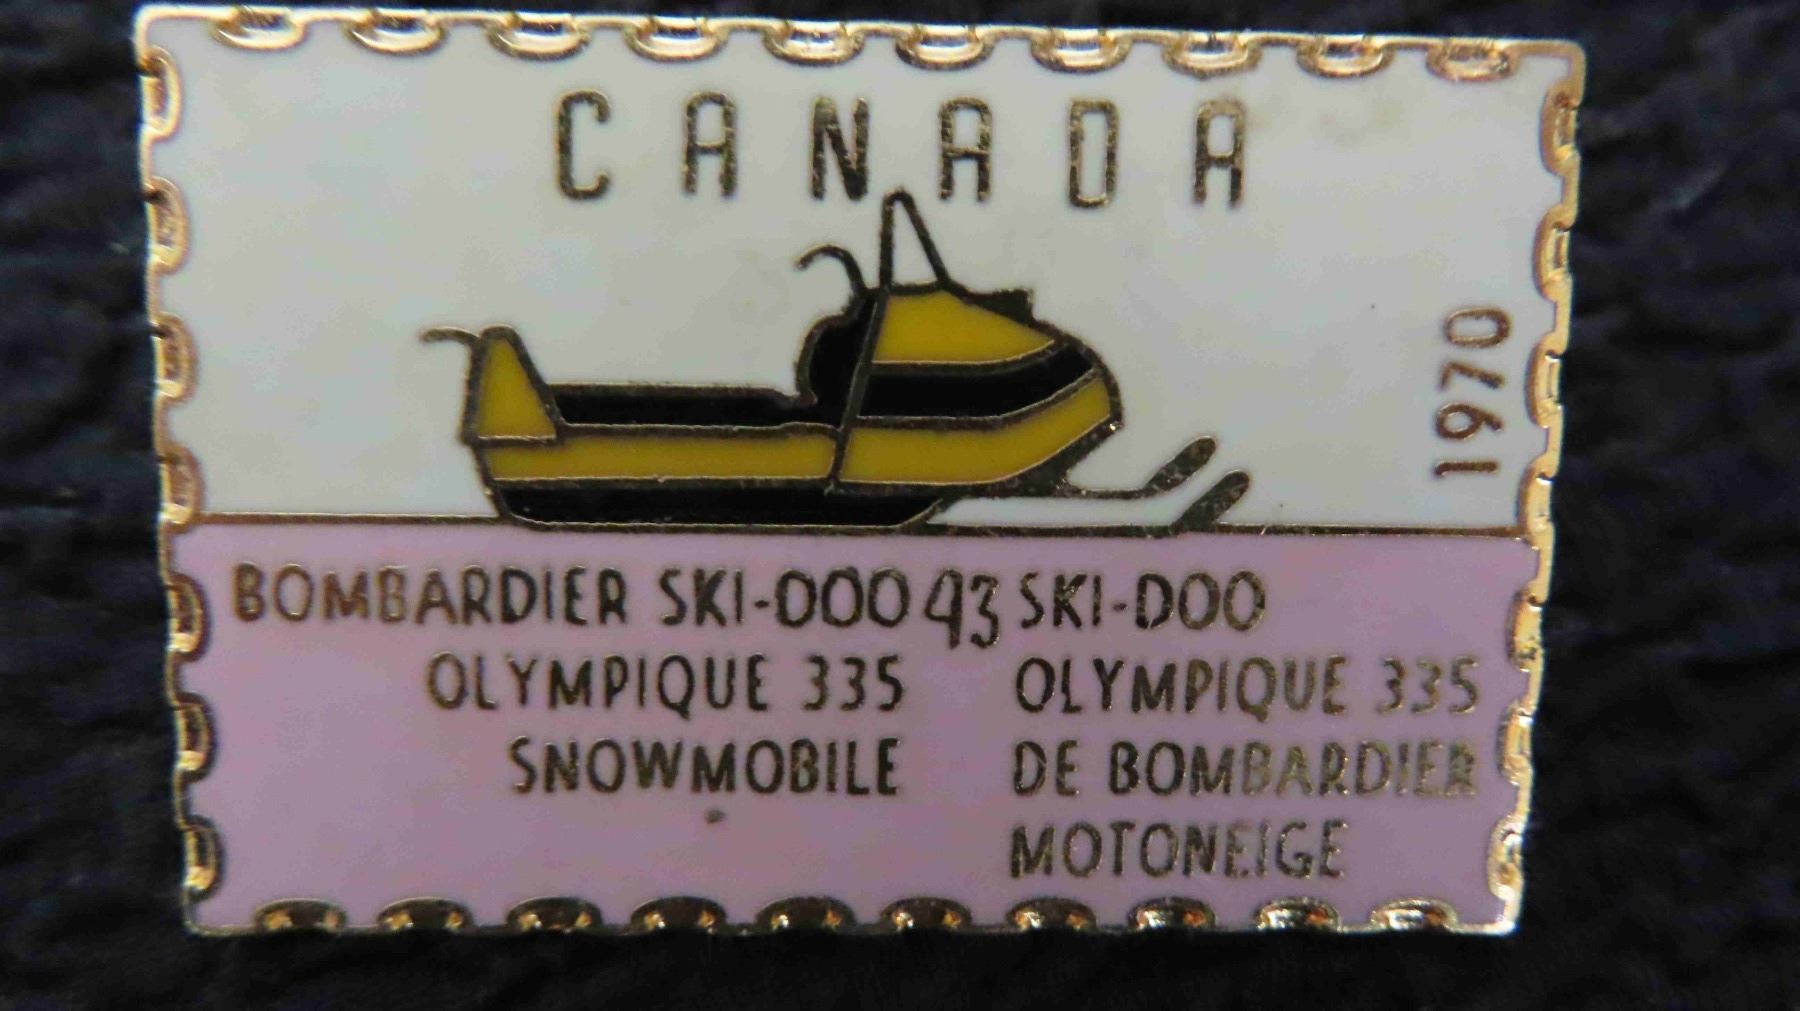 CANADA
1970
BOMBARDIER SKI-DOO 43 SKI-DOO
OLYMPIQUE 335 OLYMPIQUE 335
SNOWMOBILE DE BOMBARDIER
MOTONEIGE